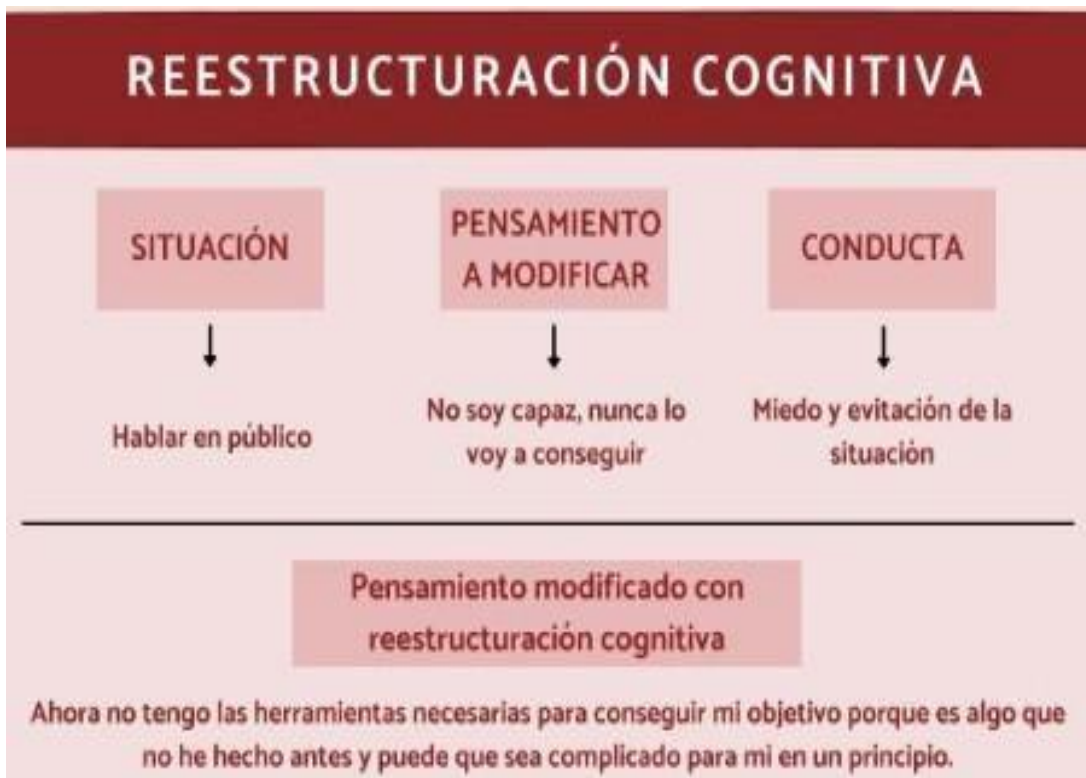 REESTRUCTURACIÓN COGNITIVA
SITUACIÓN
Hablar en público
PENSAMIENTO
A MODIFICAR
No soy capaz, nunca lo
voy a conseguir
CONDUCTA
Miedo y evitación de la
situación
Pensamiento modificado con
reestructuración cognitiva
Ahora no tengo las herramientas necesarias para conseguir mi objetivo porque es algo que
no he hecho antes y puede que sea complicado para mi en un principio.